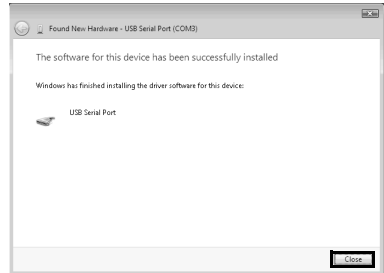 Found New Hardware - USB Serial Port (COM3)
The software for this device has been successfully installed
Windows has finished installing the driver software for this device:
USB Serial Port
Close